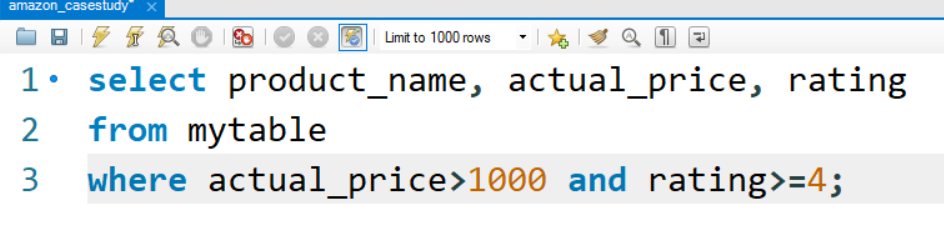 amazon_casestudy*
Limit to 1000 rows
1 select product_name, actual_price, rating
2 from mytable
3 where actual_price>1000 and rating>=4;